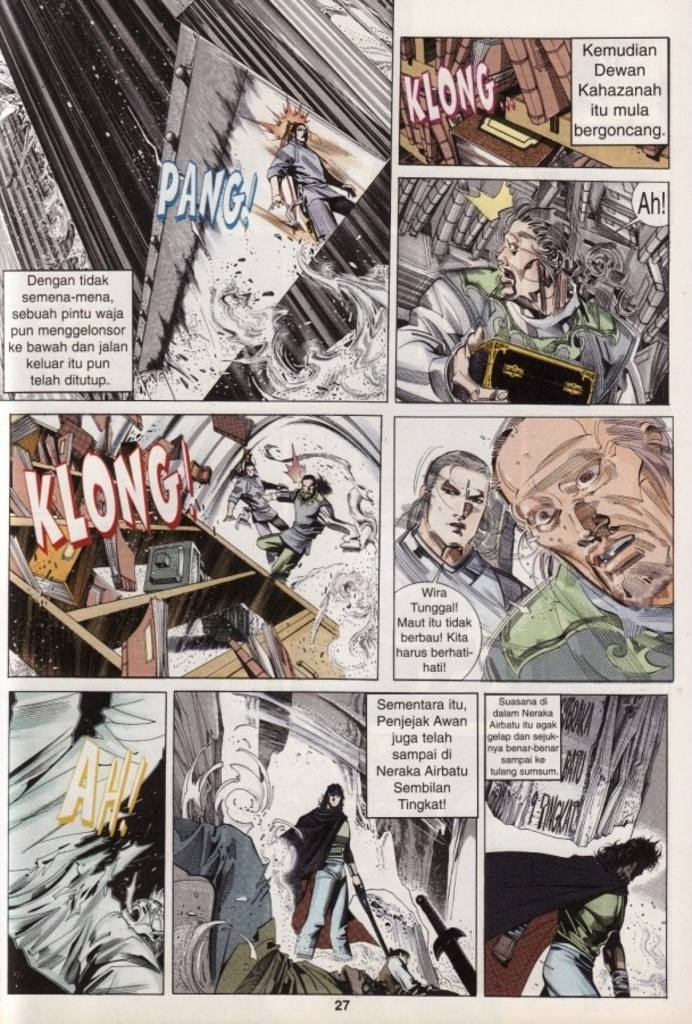 PANG!
Dengan tidak
semena-mena,
sebuah pintu waja
pun menggelonsor
ke bawah dan jalan
keluar itu pun
telah ditutup.
KLONG...
Kemudian
Dewan
Kahazanah
itu mula
bergoncang.
Ah!
KLONG!
Wira
Tunggal!
Maut itu tidak
berbau! Kita
harus berhati-
hati!
AH!
Sementara itu,
Penjejak Awan
juga telah
sampai di
Neraka Airbatu
Sembilan
Tingkat!
Suasana di
dalam Neraka
Airbatu itu agak
gelap dan sejuk-
nya benar-benar
sampai ke
tulang sumsum.
27